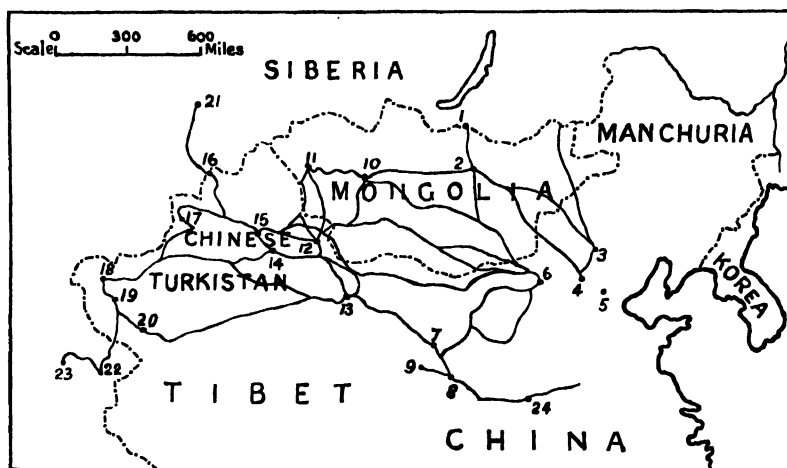 Scale 0 300 600 Miles
SIBERIA
21
MANCHURIA
1
16
11
10
2
MONGOLIA
17
15
CHINESE
12
3
14
18
TURKISTAN
6
4
KOREA
19
13
5
20
7
23
22
9
8
TIBET
24
CHINA